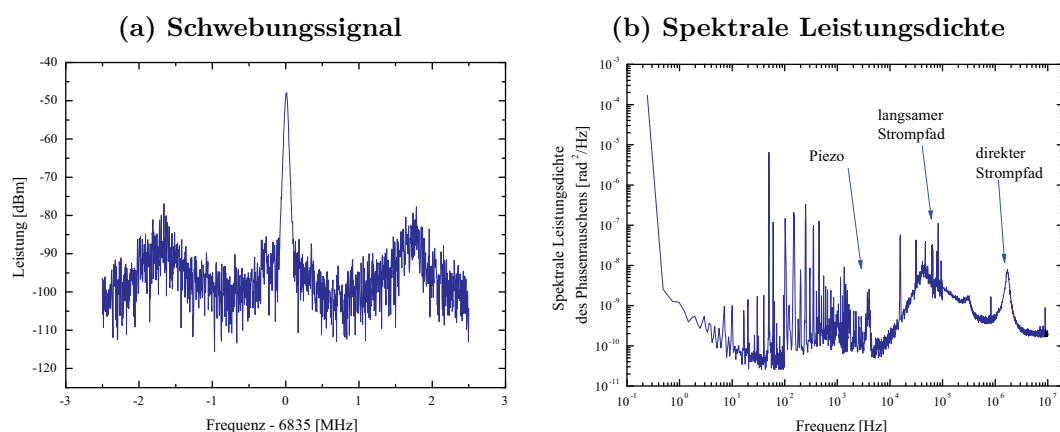 (a) Schwebungssignal
-40
-50
-60
-70
-80
-90
-100
-110
-120
Leistung [dBm]
-3
-2
-1
0
1
2
3
Frequenz - 6835 [MHz]
(b) Spektrale Leistungsdichte
10⁻³
10⁻⁴
10⁻⁵
10⁻⁶
10⁻⁷
10⁻⁸
10⁻⁹
10⁻¹⁰
10⁻¹¹
Spektrale Leistungsdichte
des Phasenrauschens [rad²/Hz]
Piezo
langsamer
Strompfad
direkter
Strompfad
10⁻¹
10⁰
10¹
10²
10³
10⁴
10⁵
10⁶
10⁷
Frequenz [Hz]